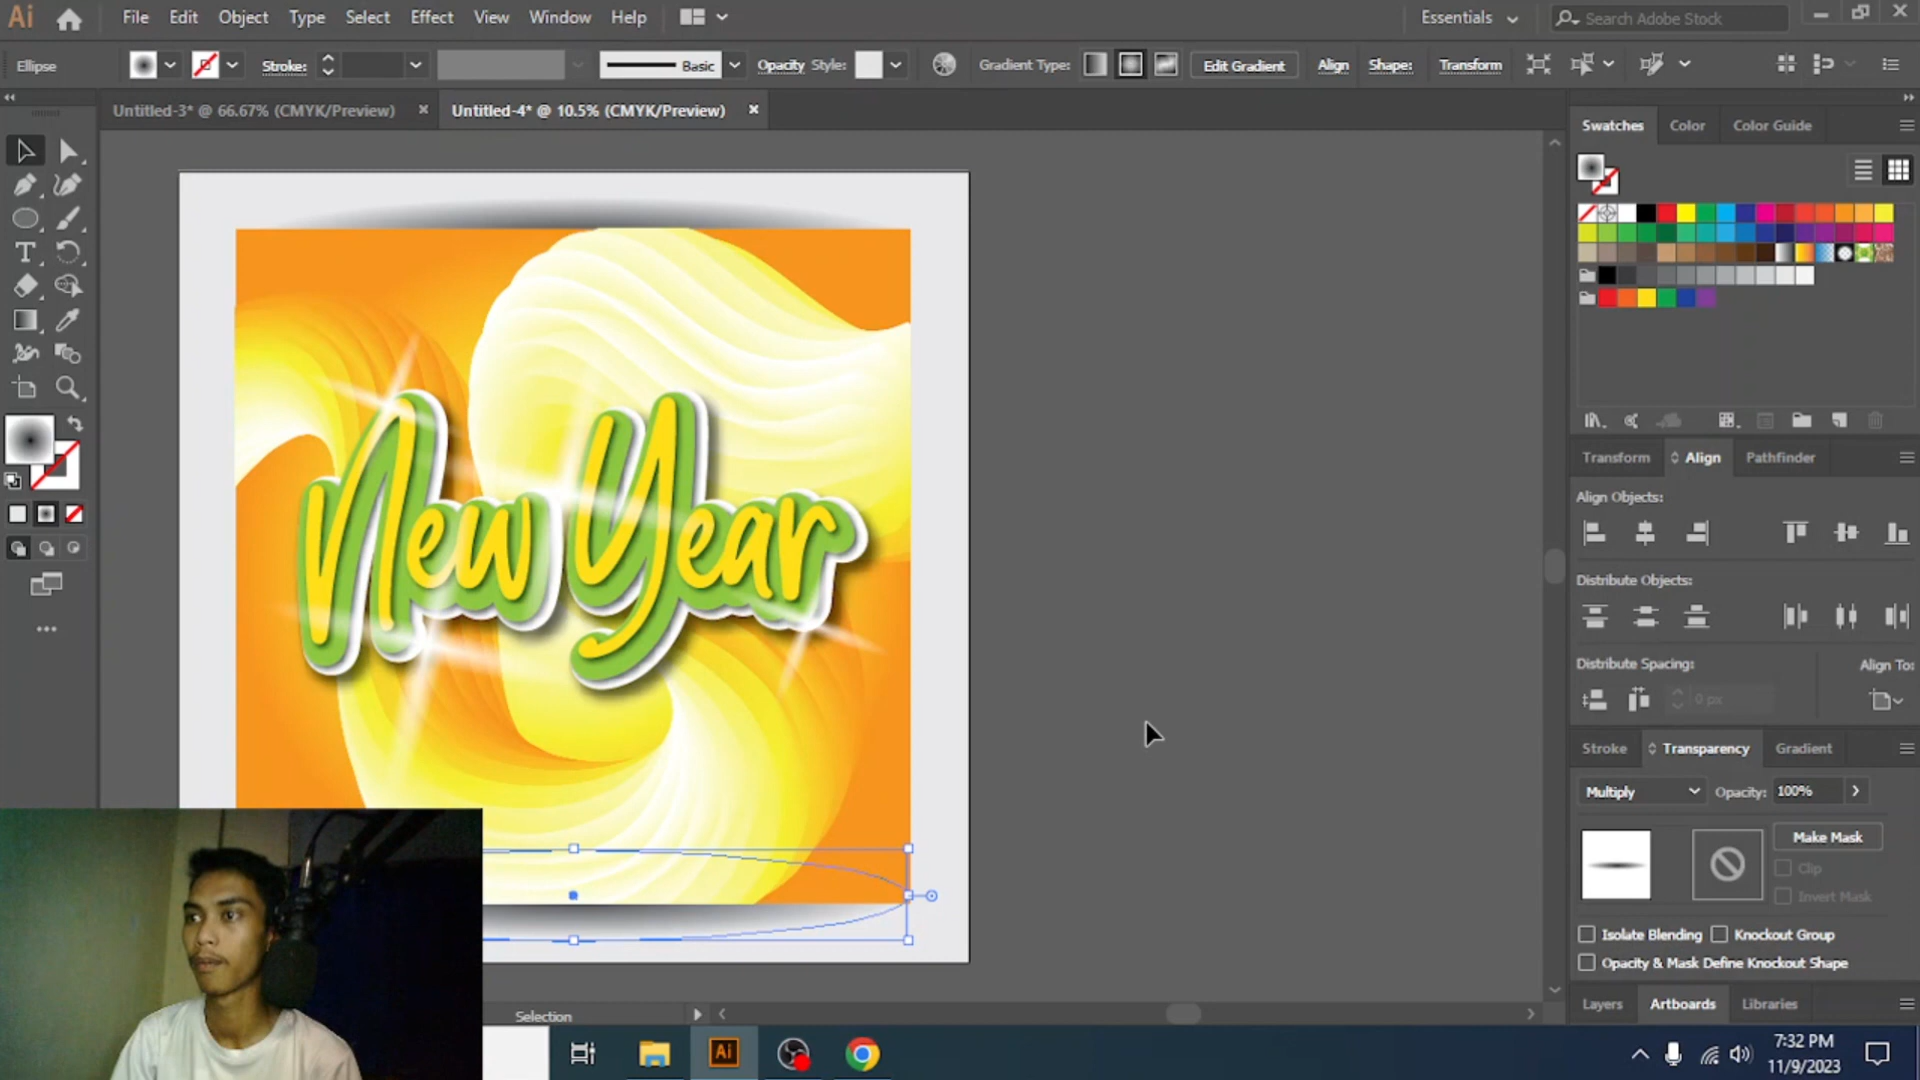 Ai File Edit Object Type Select Effect View Window Help Essentials Search Adobe Stock
Ellipse Stroke: Basic Opacity Style: Gradient Type: Edit Gradient Align Shape: Transform
Untitled-3* @ 66.67% (CMYK/Preview) Untitled-4* @ 10.5% (CMYK/Preview)
Swatches Color Color Guide
New Year
Transform Align Pathfinder
Align Objects:
Distribute Objects:
Distribute Spacing: Align To:
0 px
Stroke Transparency Gradient
Multiply Opacity: 100%
Make Mask
Clip
Invert Mask
Isolate Blending Knockout Group
Opacity & Mask Define Knockout Shape
Layers Artboards Libraries
Selection
Ai
7:32 PM
11/9/2023